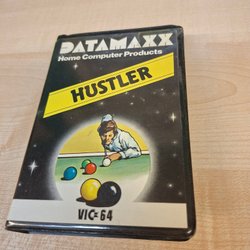 DATAMAXX
Home Computer Products
HUSTLER
VIC 64